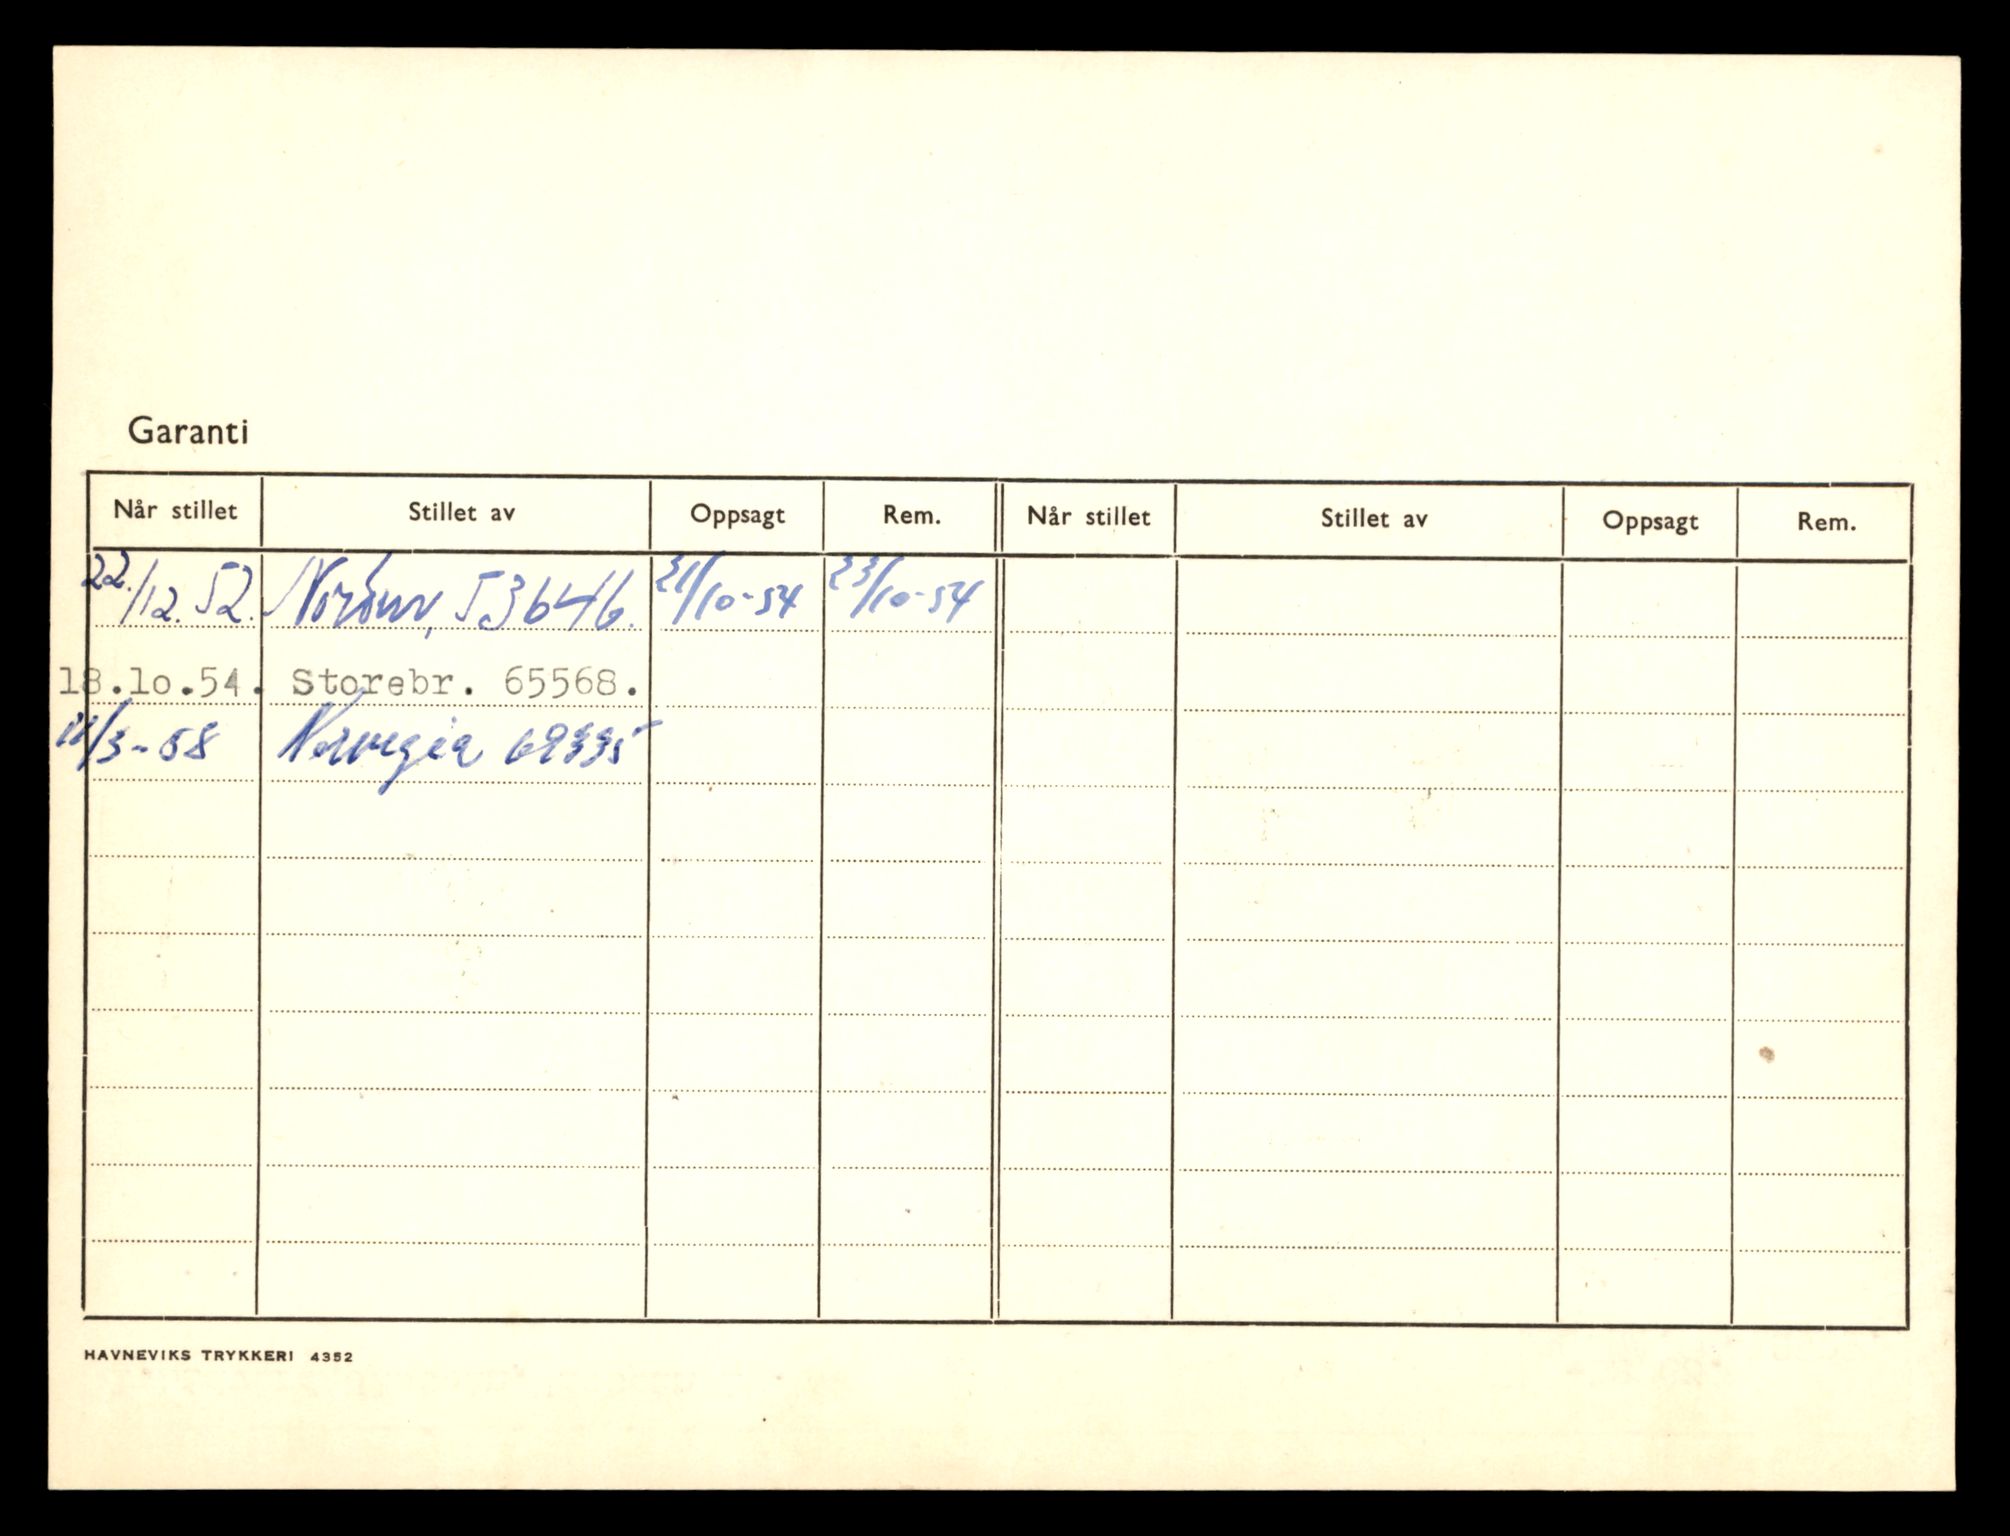 Garanti
Når stillet Stillet av Oppsagt Rem. Når stillet Stillet av Oppsagt Rem.
22./12.52. 53646. 21/10-54 23/10-54
18.10.54. Storebr. 65568.
11/3-58 Norvegia 69335
HAVNEVIKS TRYKKERI 4352